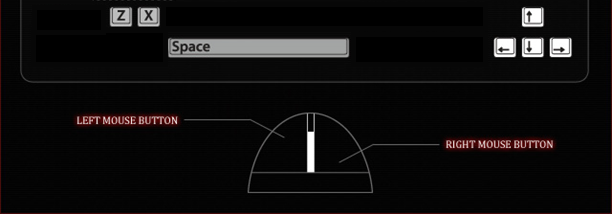 Z X ↑
Space ← ↓ →
LEFT MOUSE BUTTON
RIGHT MOUSE BUTTON